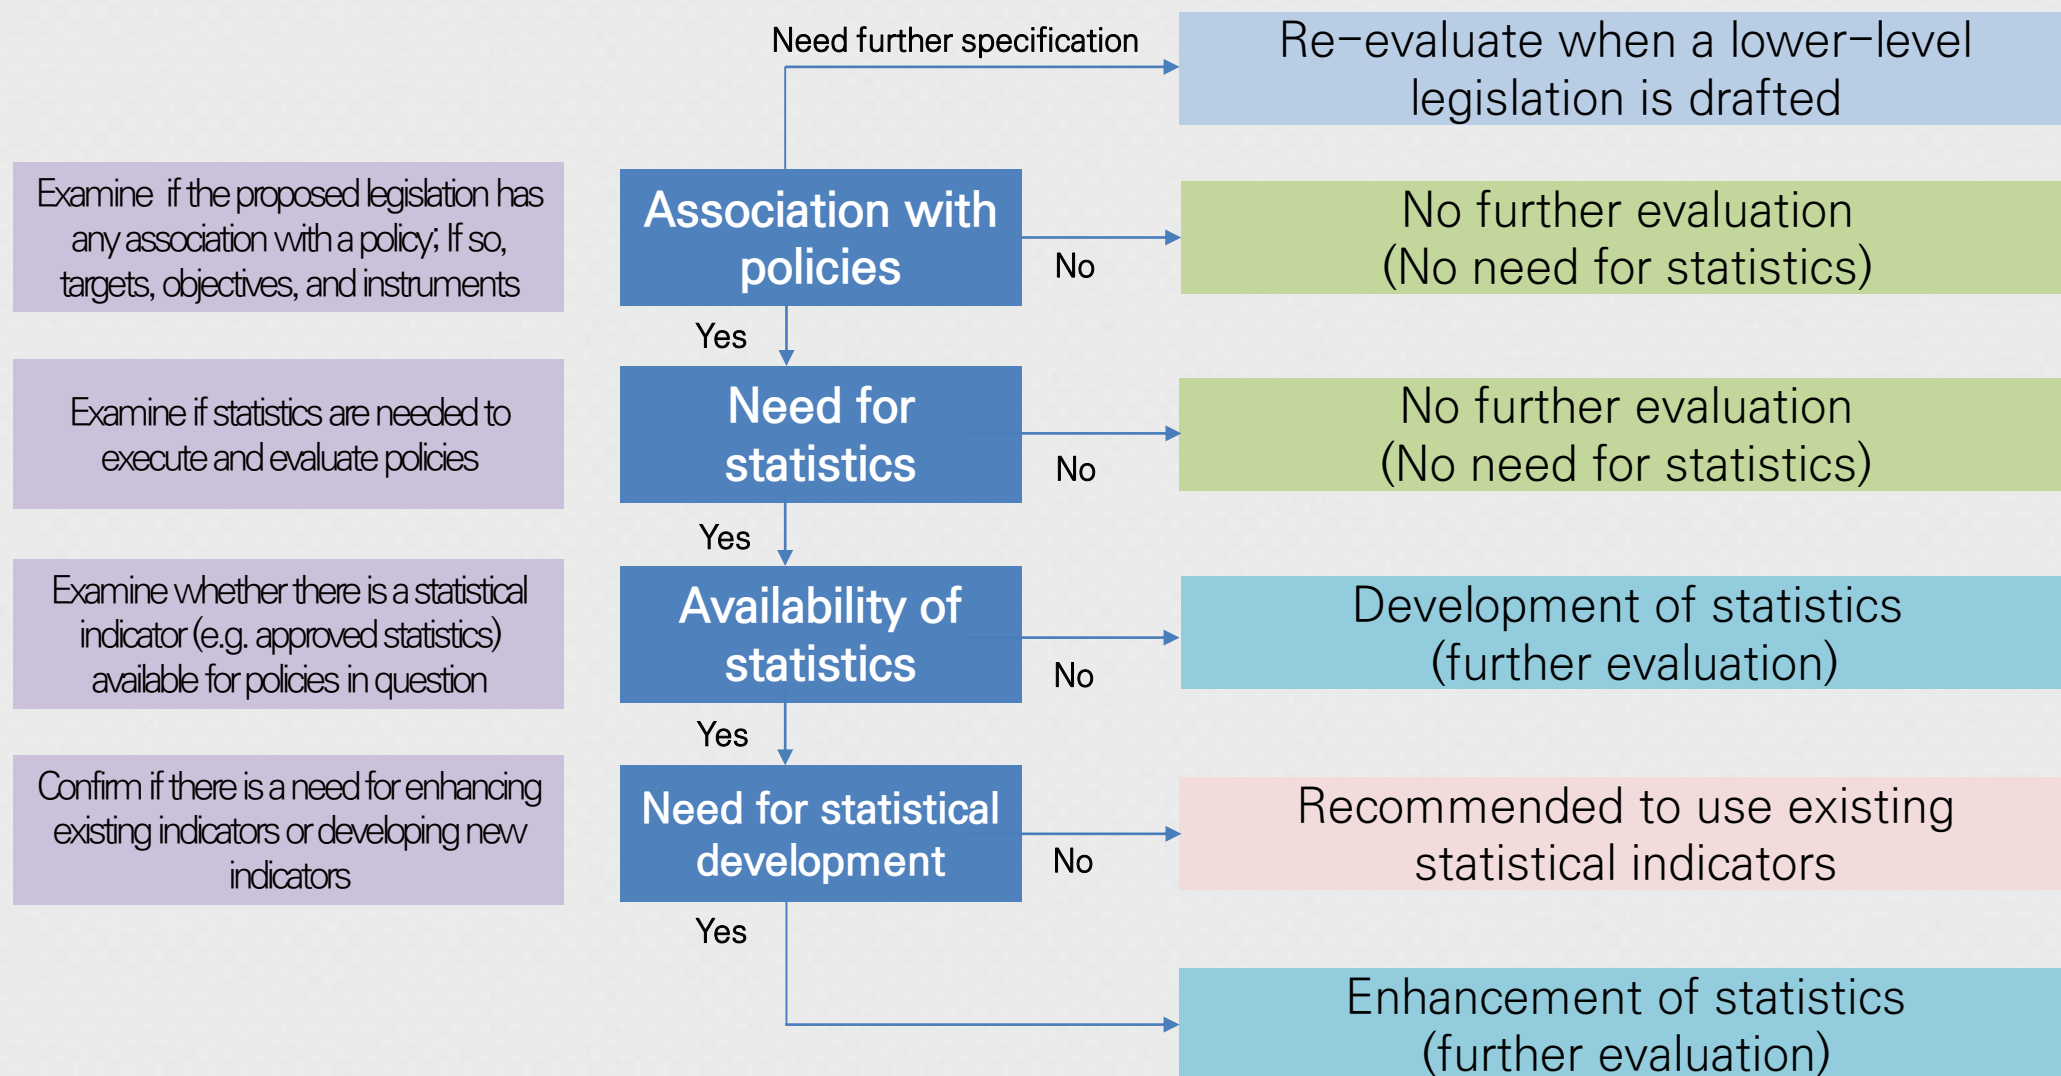 Need further specification
Re-evaluate when a lower-level
legislation is drafted
Examine if the proposed legislation has
any association with a policy; If so,
targets, objectives, and instruments
Association with
policies
No
No further evaluation
(No need for statistics)
Yes
Examine if statistics are needed to
execute and evaluate policies
Need for
statistics
No
No further evaluation
(No need for statistics)
Yes
Examine whether there is a statistical
indicator (e.g. approved statistics)
available for policies in question
Availability of
statistics
No
Development of statistics
(further evaluation)
Yes
Confirm if there is a need for enhancing
existing indicators or developing new
indicators
Need for statistical
development
No
Recommended to use existing
statistical indicators
Yes
Enhancement of statistics
(further evaluation)